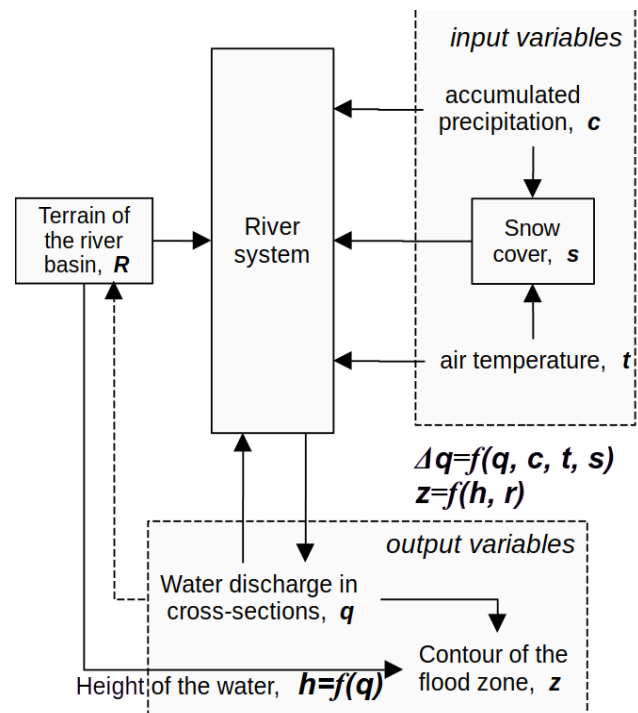 input variables
accumulated
precipitation, c
Terrain of
the river
basin, R
River
system
Snow
cover, s
air temperature, t
Δq=f(q, c, t, s)
z=f(h, r)
output variables
Water discharge in
cross-sections, q
Contour of the
flood zone, z
Height of the water, h=f(q)